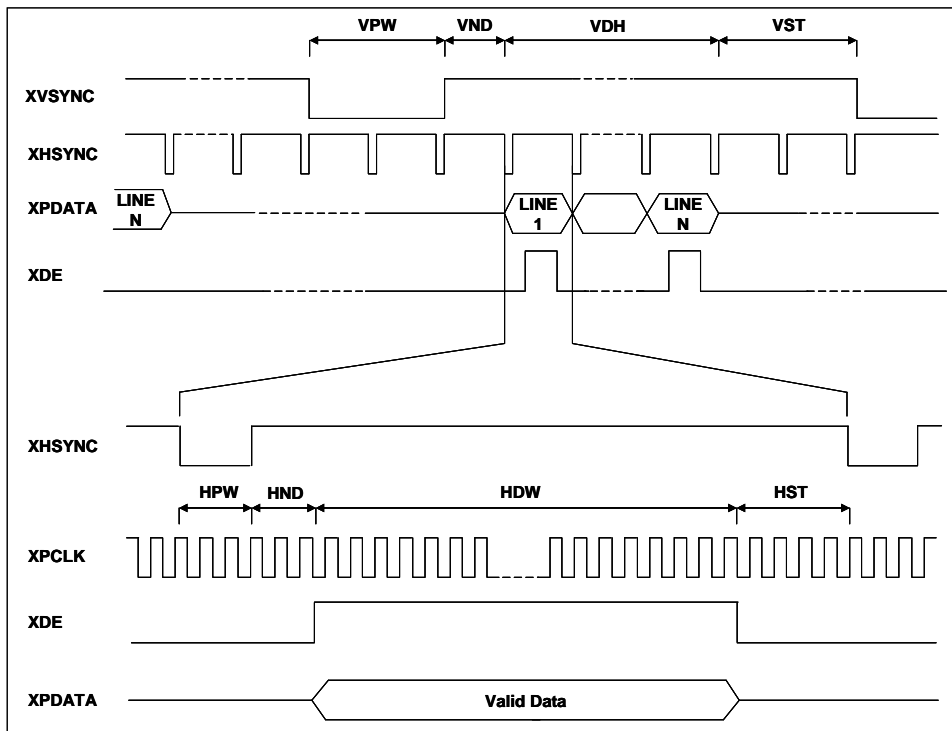 VPW VND VDH VST
XVSYNC
XHSYNC
XPDATA LINE N LINE 1 LINE N
XDE
XHSYNC
HPW HND HDW HST
XPCLK
XDE
XPDATA Valid Data